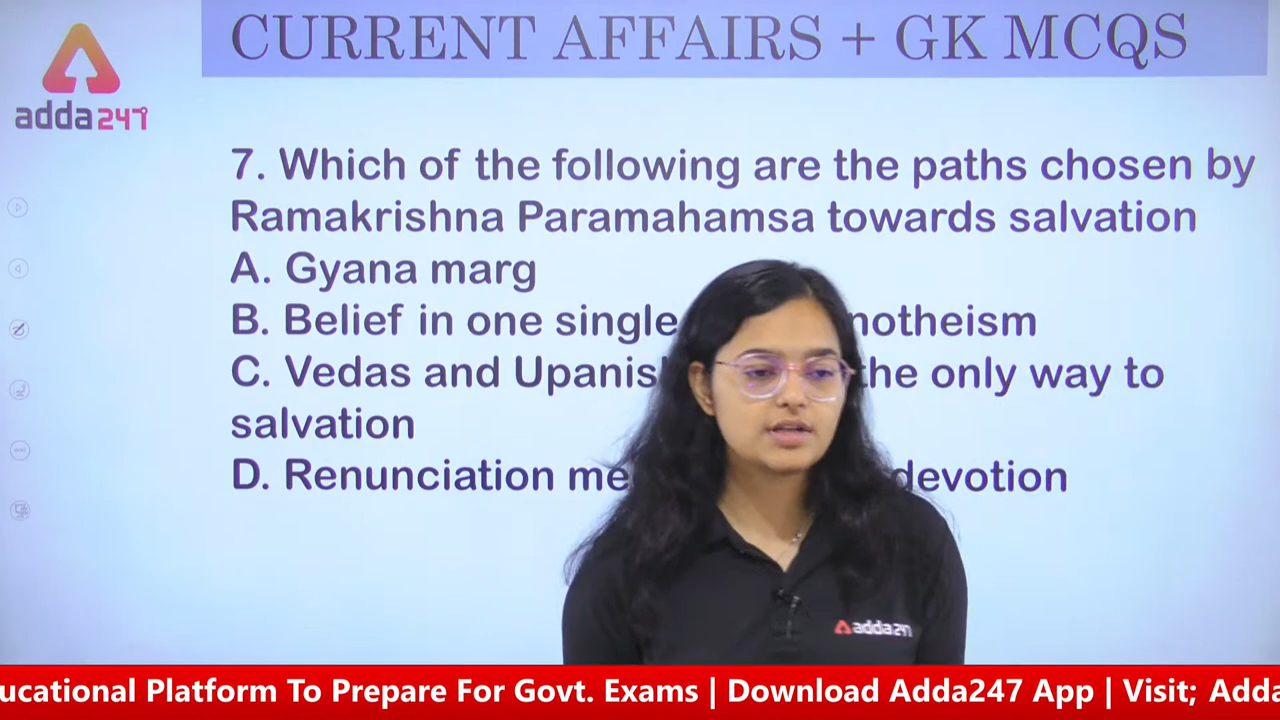 CURRENT AFFAIRS + GK MCQS
adda247
7. Which of the following are the paths chosen by
Ramakrishna Paramahamsa towards salvation
A. Gyana marg
B. Belief in one single notheism
C. Vedas and Upanis the only way to
salvation
D. Renunciation me devotion
adda247
ucational Platform To Prepare For Govt. Exams | Download Adda247 App | Visit; Adda